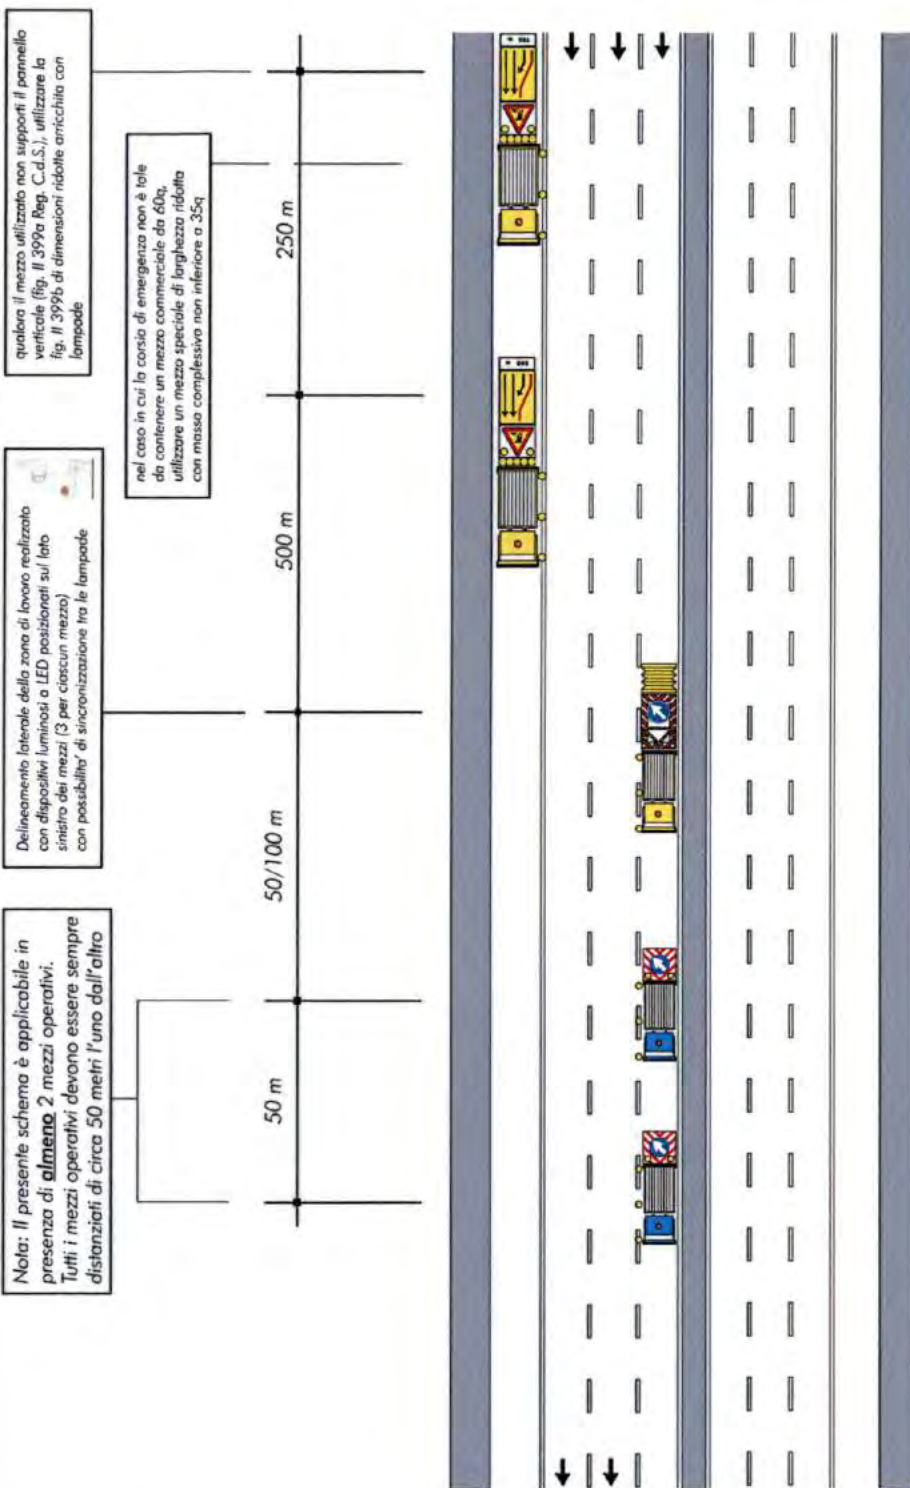 qualora il mezzo utilizzato non supporti il pannello
verticale (fig. II 399a Reg. C.d.S.), utilizzare la
fig. II 399b di dimensioni ridotte arricchita con
lampade
nel caso in cui la corsia di emergenza non è tale
da contenere un mezzo commerciale da 60q,
utilizzare un mezzo speciale di larghezza ridotta
con massa complessiva non inferiore a 35q
Delineamento laterale della zona di lavoro realizzato
con dispositivi luminosi a LED posizionati sul lato
sinistro dei mezzi (3 per ciascun mezzo)
con possibilita' di sincronizzazione tra le lampade
Nota: Il presente schema è applicabile in
presenza di almeno 2 mezzi operativi.
Tutti i mezzi operativi devono essere sempre
distanziati di circa 50 metri l'uno dall'altro
250 m
500 m
50/100 m
50 m